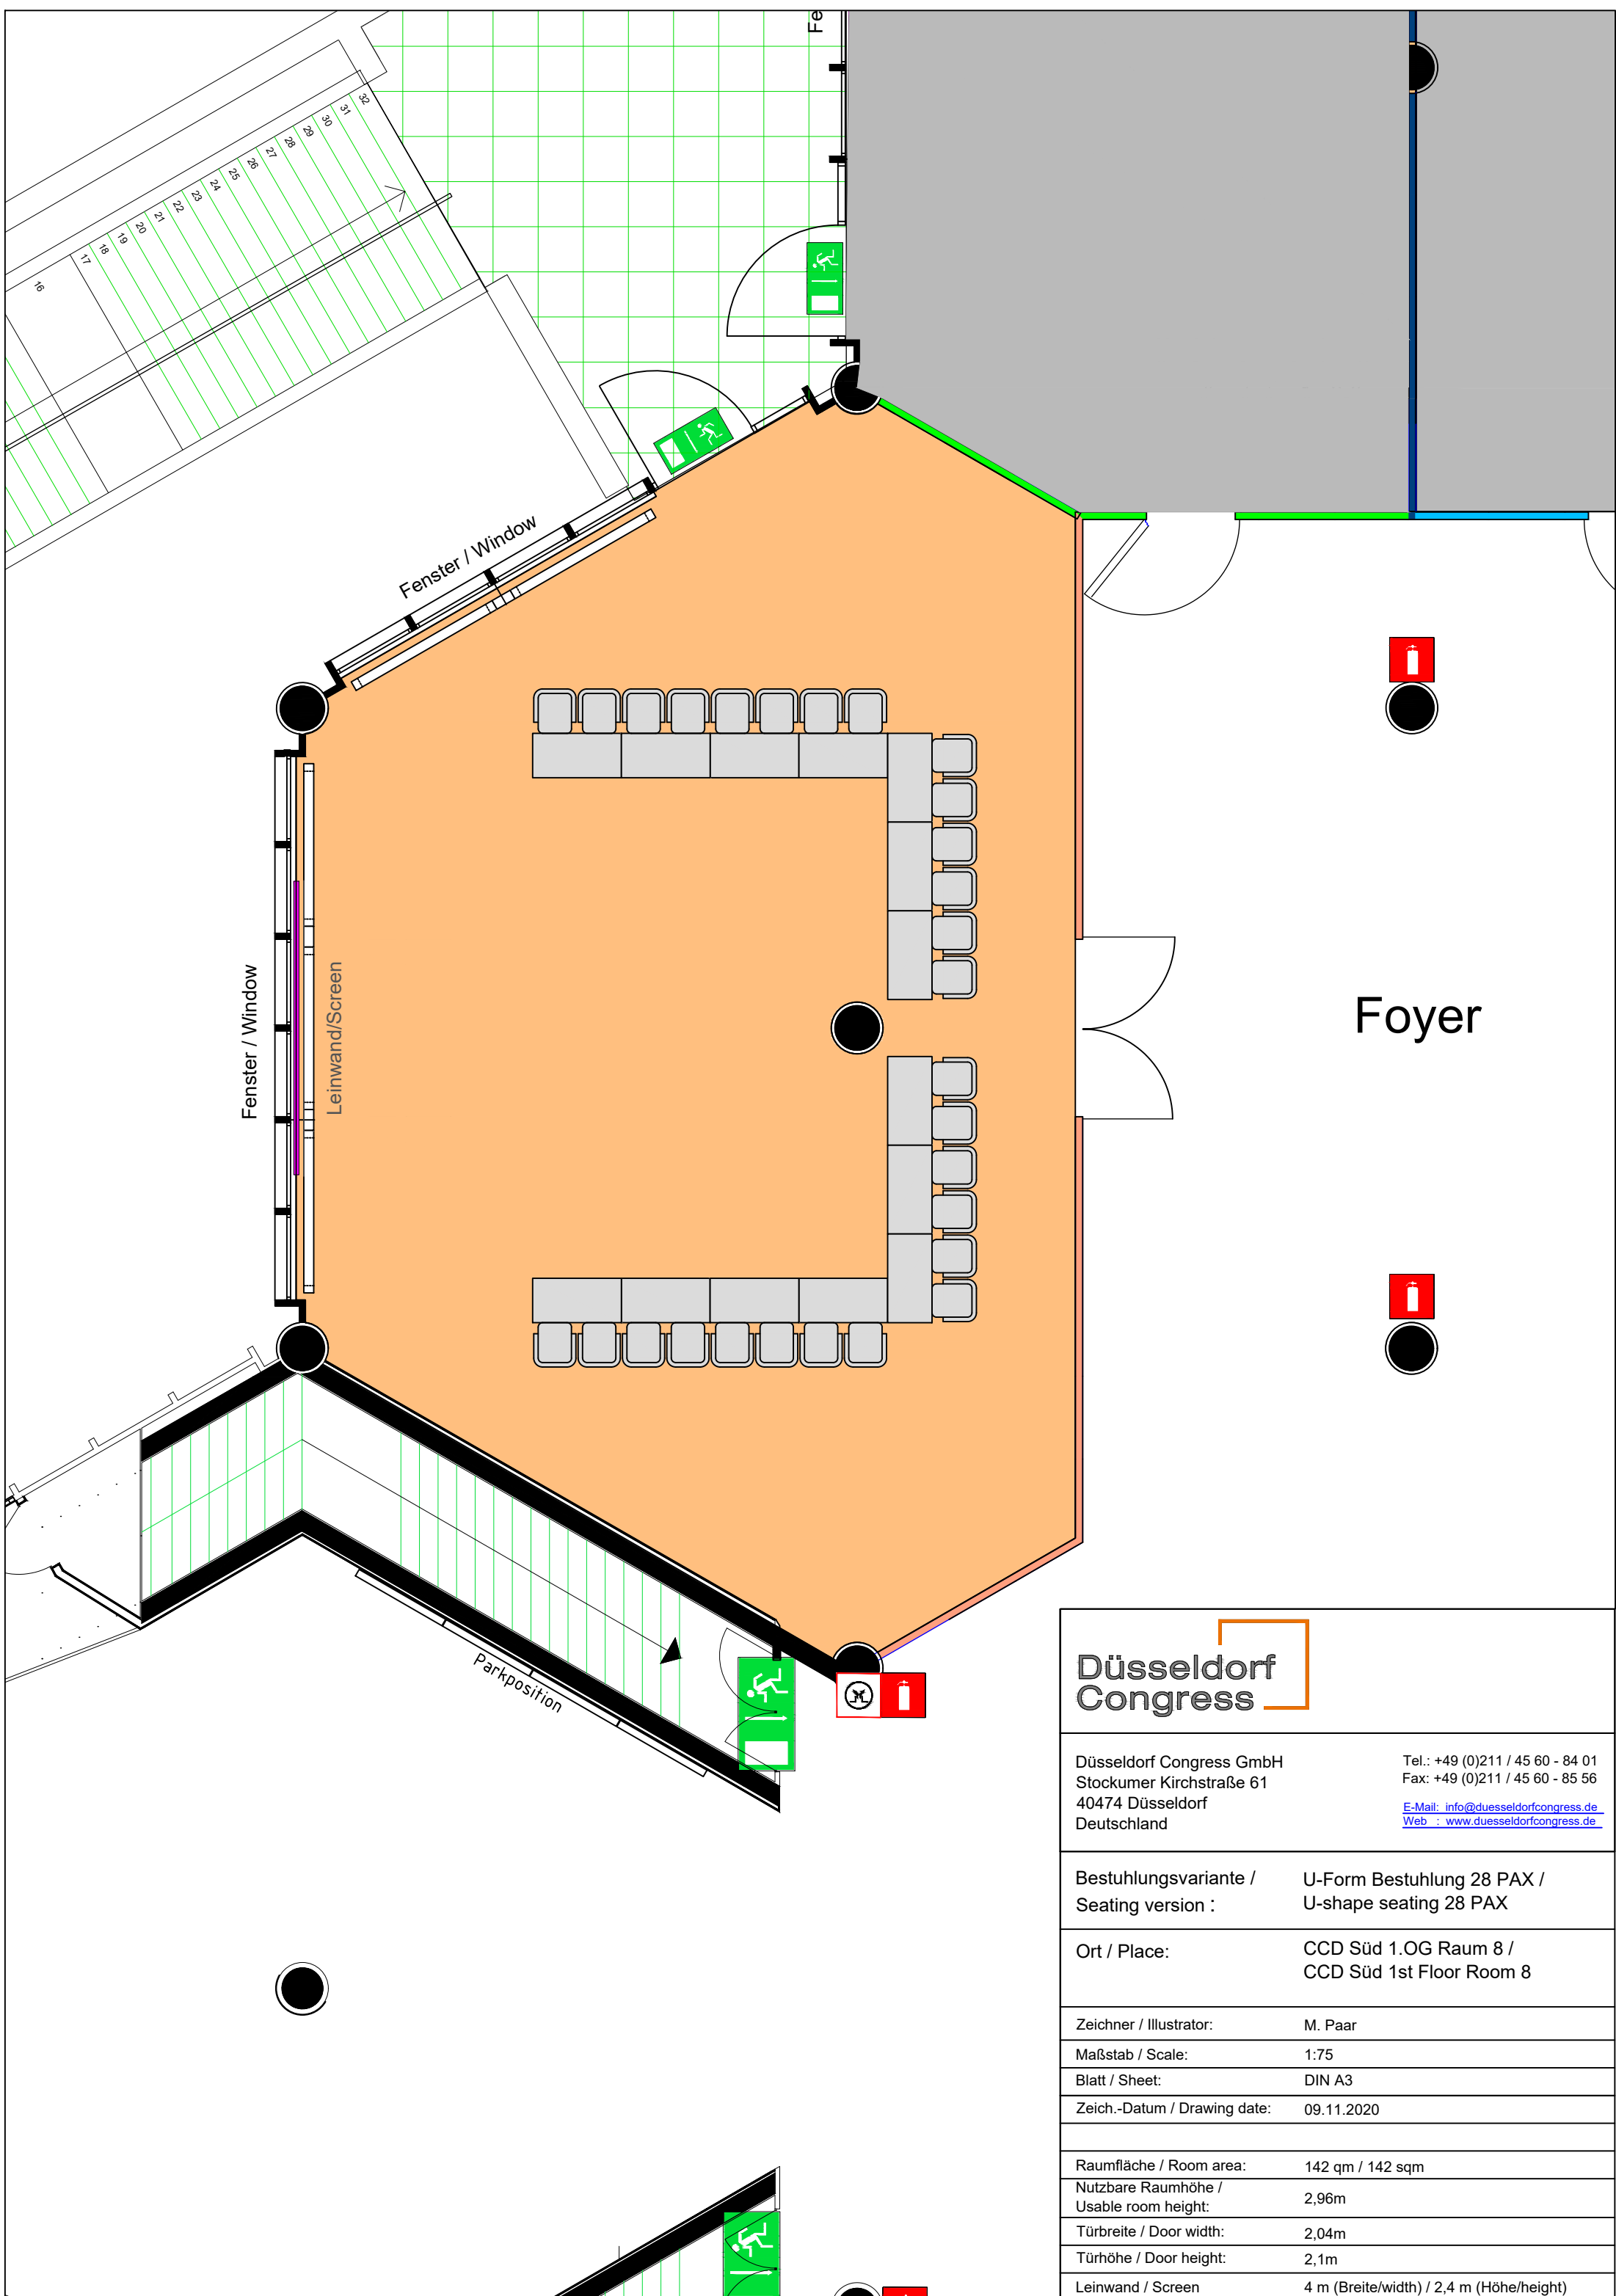 Fe
32
31
30
29
28
27
26
25
24
23
22
21
20
19
18
17
16
Fenster / Window
Fenster / Window
Leinwand/Screen
Foyer
Parkposition
Düsseldorf
Congress
Düsseldorf Congress GmbH
Stockumer Kirchstraße 61
40474 Düsseldorf
Deutschland
Tel.: +49 (0)211 / 45 60 - 84 01
Fax: +49 (0)211 / 45 60 - 85 56
E-Mail: info@duesseldorfcongress.de
Web : www.duesseldorfcongress.de
Bestuhlungsvariante / U-Form Bestuhlung 28 PAX /
Seating version : U-shape seating 28 PAX
Ort / Place: CCD Süd 1.OG Raum 8 /
CCD Süd 1st Floor Room 8
Zeichner / Illustrator: M. Paar
Maßstab / Scale: 1:75
Blatt / Sheet: DIN A3
Zeich.-Datum / Drawing date: 09.11.2020
Raumfläche / Room area: 142 qm / 142 sqm
Nutzbare Raumhöhe /
Usable room height: 2,96m
Türbreite / Door width: 2,04m
Türhöhe / Door height: 2,1m
Leinwand / Screen 4 m (Breite/width) / 2,4 m (Höhe/height)